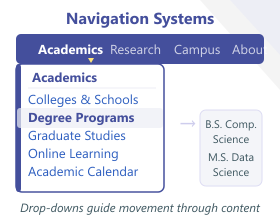 Navigation Systems
Academics Research Campus Abou
Academics
Colleges & Schools
Degree Programs
Graduate Studies
Online Learning
Academic Calendar
B.S. Comp.
Science
M.S. Data
Science
Drop-downs guide movement through content